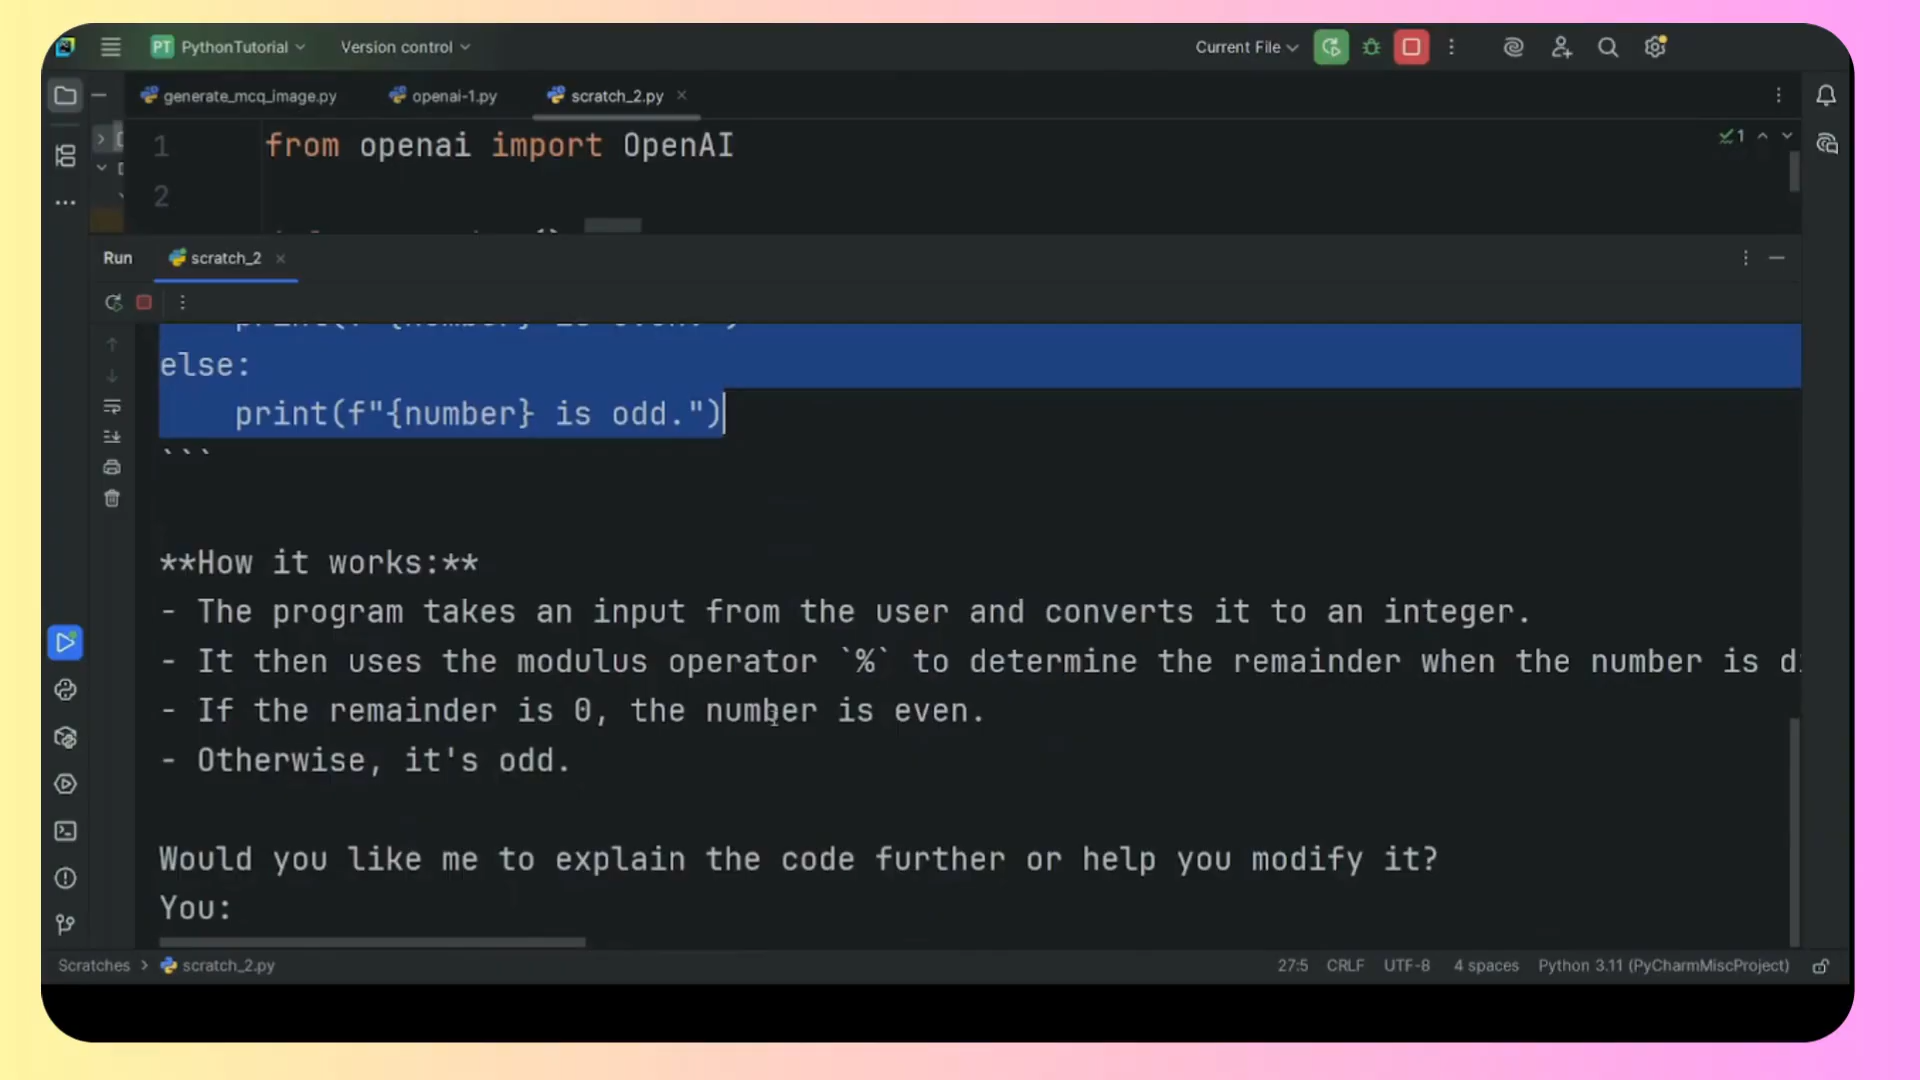 PT PythonTutorial Version control Current File
generate_mcq_image.py openai-1.py scratch_2.py
1 from openai import OpenAI
2
1
Run scratch_2
else:
print(f"{number} is odd.")
```
**How it works:**
- The program takes an input from the user and converts it to an integer.
- It then uses the modulus operator `%` to determine the remainder when the number is
- If the remainder is 0, the number is even.
- Otherwise, it's odd.
Would you like me to explain the code further or help you modify it?
You:
Scratches > scratch_2.py 27:5 CRLF UTF-8 4 spaces Python 3.11 (PyCharmMiscProject)